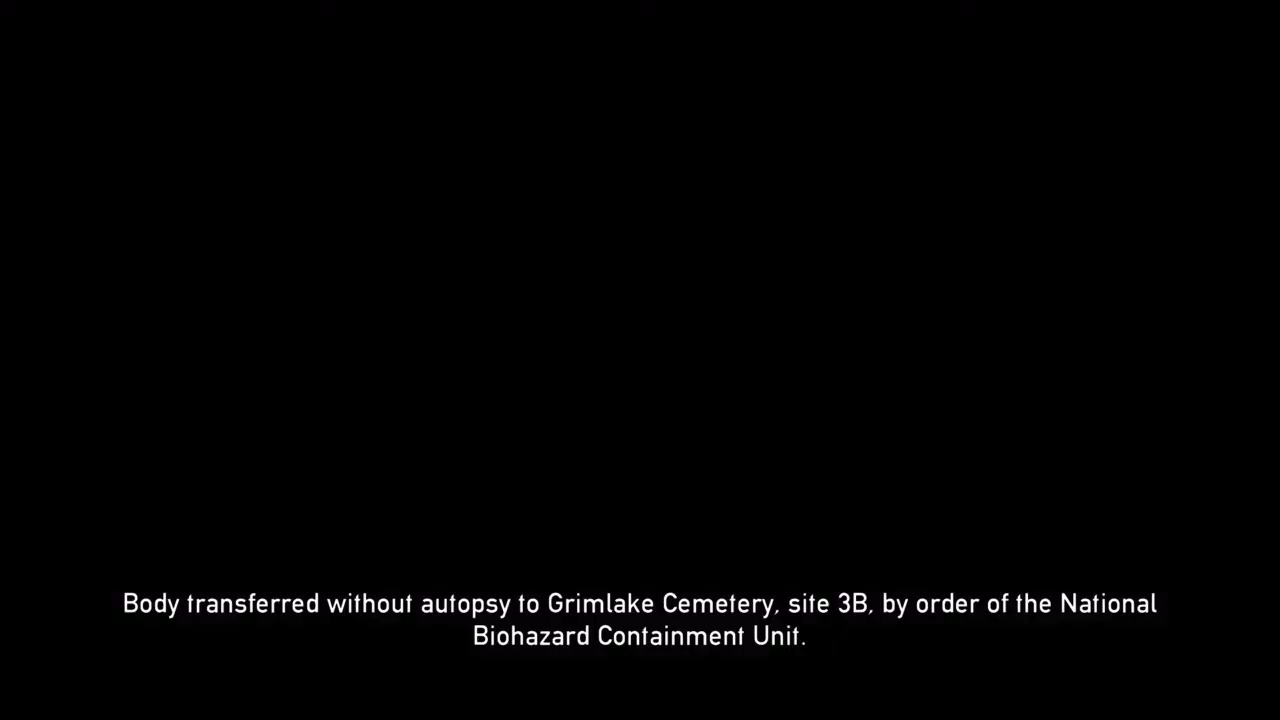 Body transferred without autopsy to Grimlake Cemetery, site 3B, by order of the National
Biohazard Containment Unit.